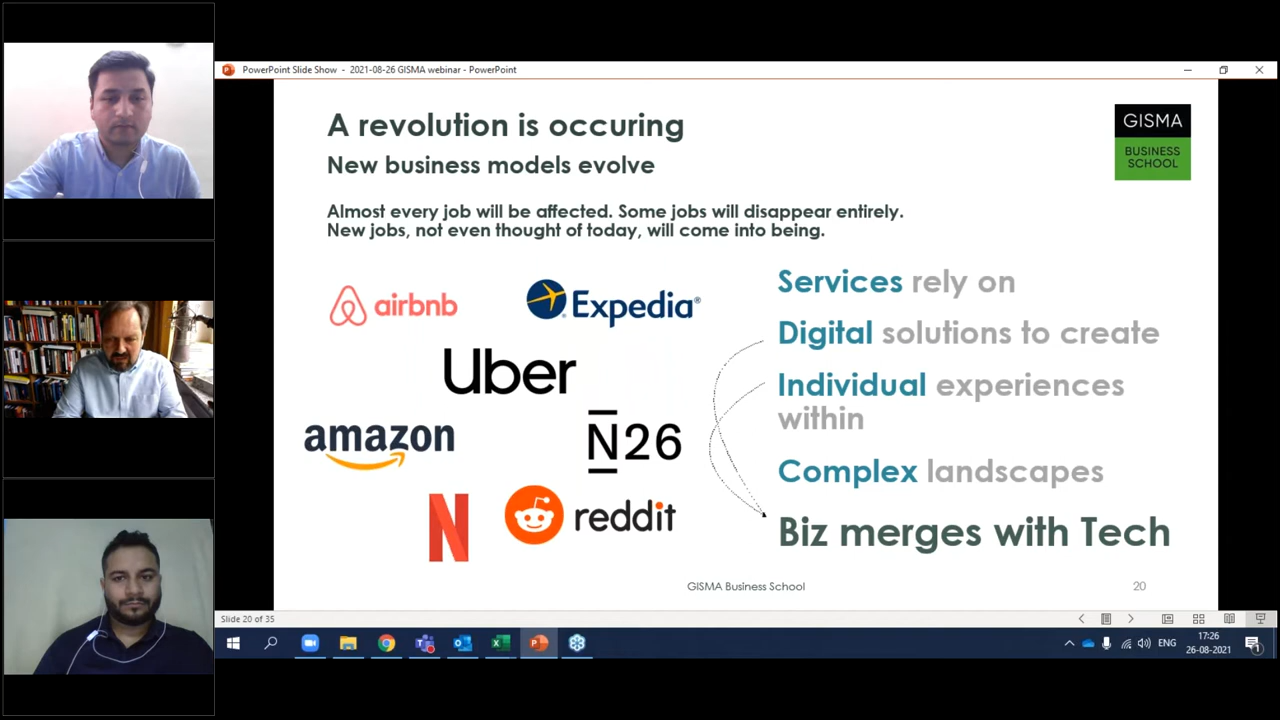 PowerPoint Slide Show - 2021-08-26 GISMA webinar - PowerPoint
A revolution is occuring
New business models evolve
GISMA
BUSINESS
SCHOOL
Almost every job will be affected. Some jobs will disappear entirely.
New jobs, not even thought of today, will come into being.
airbnb
Expedia®
Uber
amazon
N26
N
reddit
Services rely on
Digital solutions to create
Individual experiences
within
Complex landscapes
Biz merges with Tech
GISMA Business School
20
Slide 20 of 35
ENG
17:26
26-08-2021
1